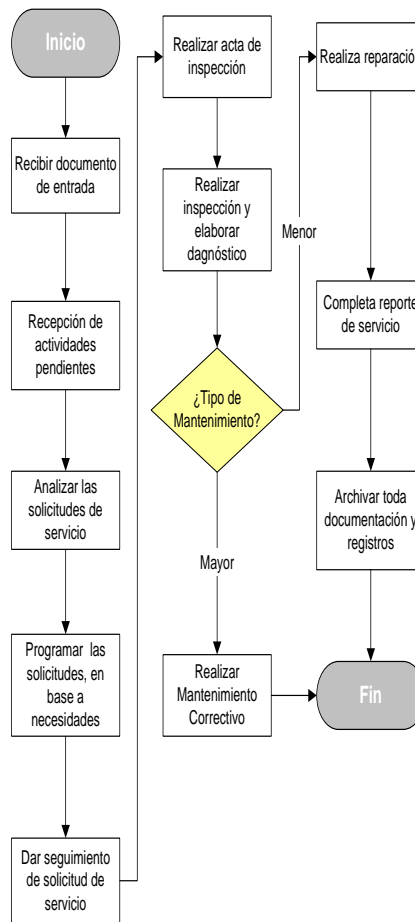 Inicio
Recibir documento
de entrada
Recepción de
actividades
pendientes
Analizar las
solicitudes de
servicio
Programar las
solicitudes, en
base a
necesidades
Dar seguimiento
de solicitud de
servicio
Realizar acta de
inspección
Realizar
inspección y
elaborar
dagnóstico
¿Tipo de
Mantenimiento?
Mayor
Realizar
Mantenimiento
Correctivo
Menor
Realiza reparación
Completa reporte
de servicio
Archivar toda
documentación y
registros
Fin